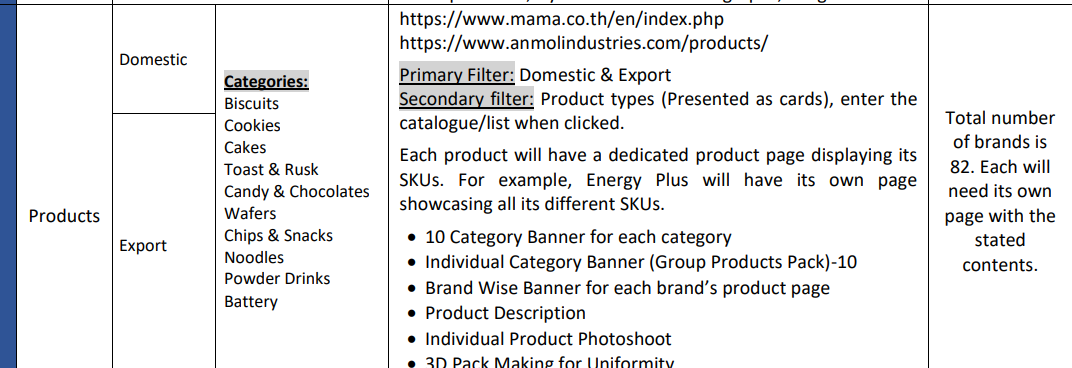 https://www.mama.co.th/en/index.php
https://www.anmolindustries.com/products/
Products
Domestic
Export
Categories:
Biscuits
Cookies
Cakes
Toast & Rusk
Candy & Chocolates
Wafers
Chips & Snacks
Noodles
Powder Drinks
Battery
Primary Filter: Domestic & Export
Secondary filter: Product types (Presented as cards), enter the
catalogue/list when clicked.
Each product will have a dedicated product page displaying its
SKUs. For example, Energy Plus will have its own page
showcasing all its different SKUs.
• 10 Category Banner for each category
• Individual Category Banner (Group Products Pack)-10
• Brand Wise Banner for each brand’s product page
• Product Description
• Individual Product Photoshoot
• 3D Pack Making for Uniformity
Total number
of brands is
82. Each will
need its own
page with the
stated
contents.